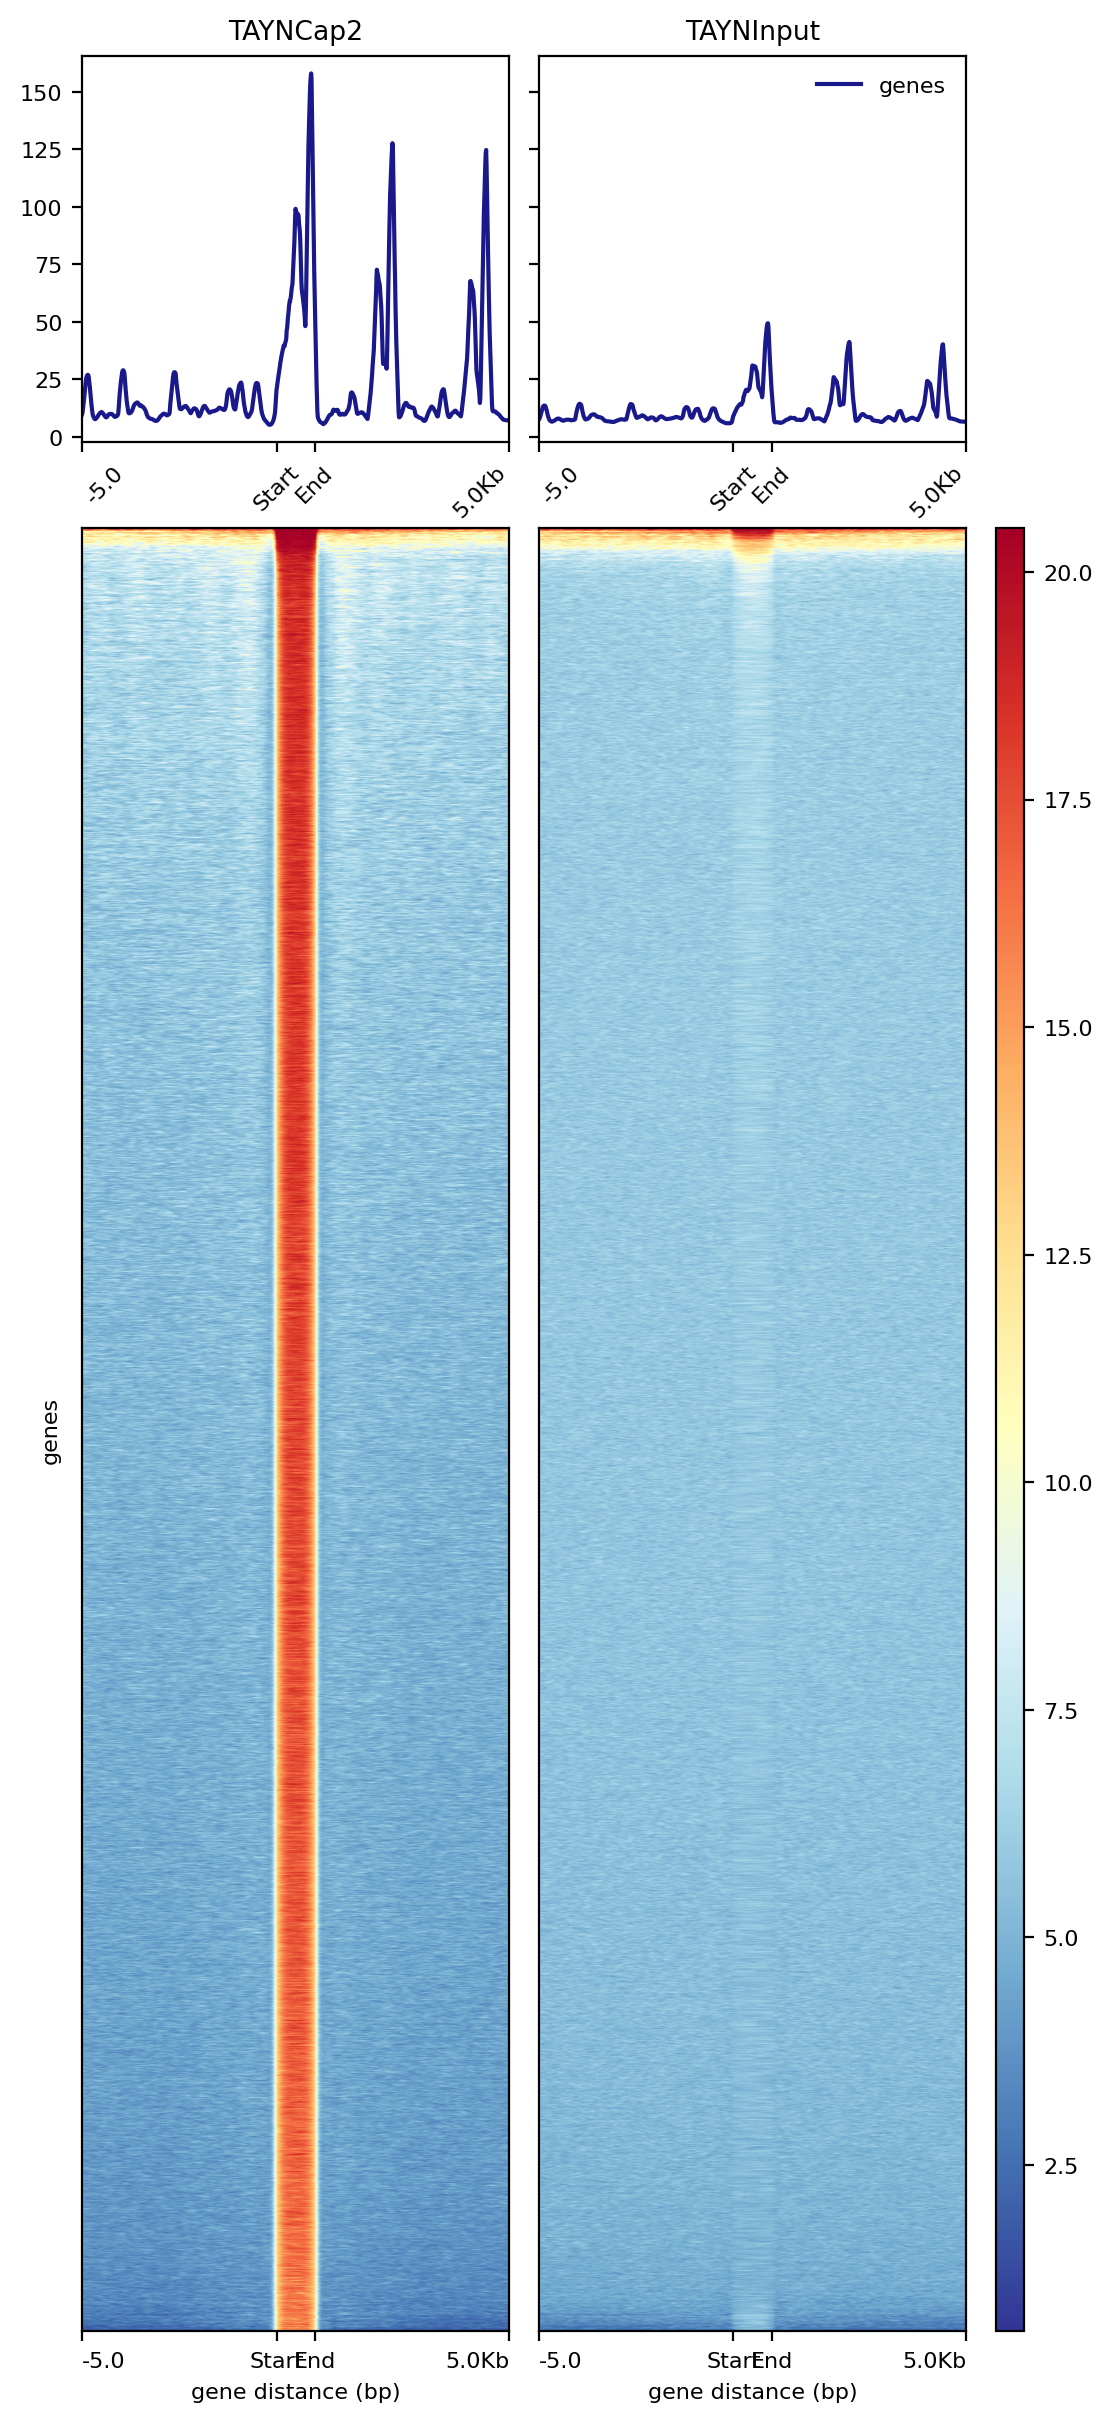 TAYNCap2
TAYNInput
genes
150
125
100
75
50
25
0
-5.0
Start
End
5.0Kb
-5.0
Start
End
5.0Kb
genes
20.0
17.5
15.0
12.5
10.0
7.5
5.0
2.5
-5.0
Start
End
5.0Kb
-5.0
Start
End
5.0Kb
gene distance (bp)
gene distance (bp)